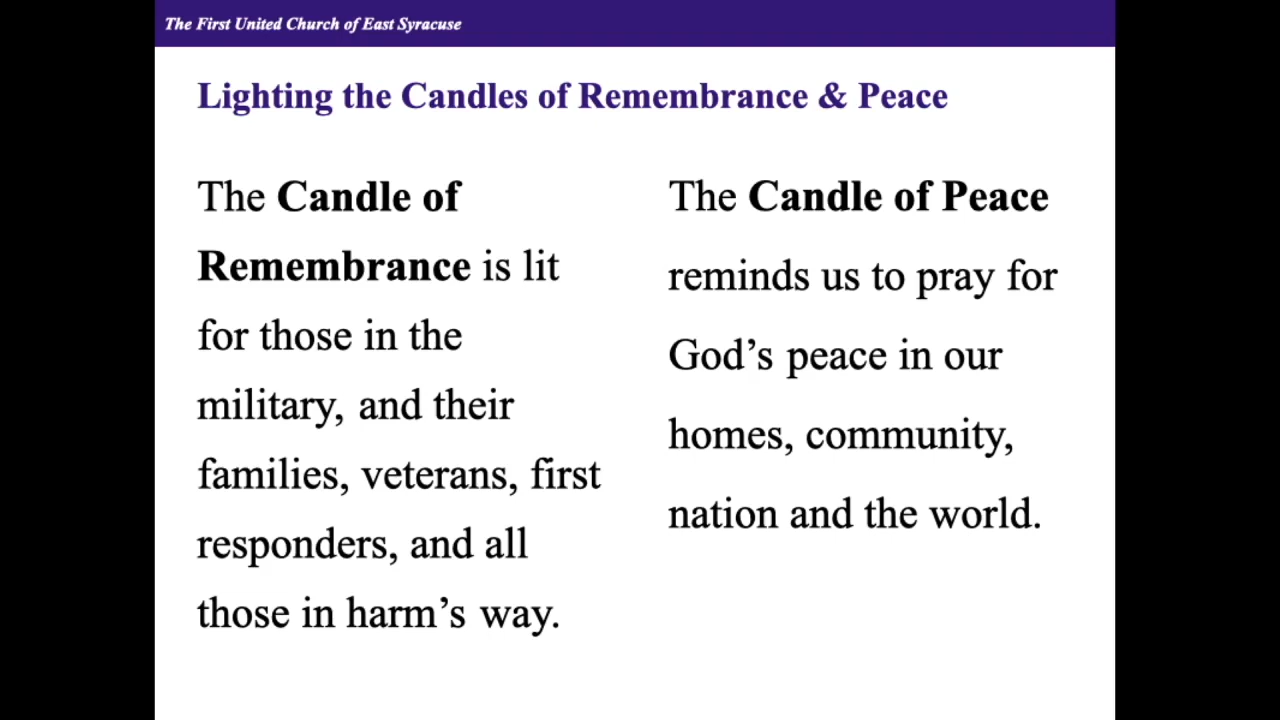 The First United Church of East Syracuse
Lighting the Candles of Remembrance & Peace
The Candle of
Remembrance is lit
for those in the
military, and their
families, veterans, first
responders, and all
those in harm’s way.
The Candle of Peace
reminds us to pray for
God’s peace in our
homes, community,
nation and the world.